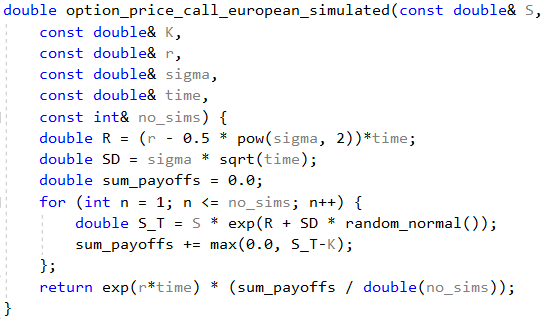 double option_price_call_european_simulated(const double& S,
    const double& K,
    const double& r,
    const double& sigma,
    const double& time,
    const int& no_sims) {
    double R = (r - 0.5 * pow(sigma, 2))*time;
    double SD = sigma * sqrt(time);
    double sum_payoffs = 0.0;
    for (int n = 1; n <= no_sims; n++) {
        double S_T = S * exp(R + SD * random_normal());
        sum_payoffs += max(0.0, S_T-K);
    };
    return exp(r*time) * (sum_payoffs / double(no_sims));
}